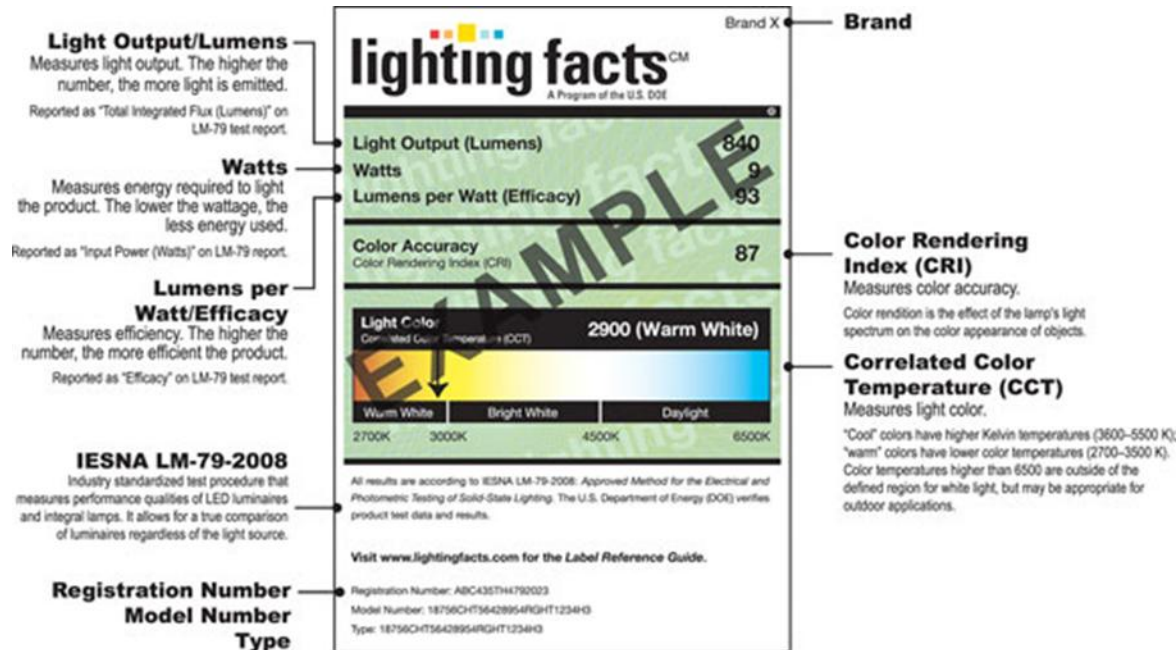 Light Output/Lumens
Measures light output. The higher the
number, the more light is emitted.
Reported as "Total Integrated Flux (Lumens)" on
LM-79 test report.
Watts
Measures energy required to light
the product. The lower the wattage, the
less energy used.
Reported as "Input Power (Watts)" on LM-79 report.
Lumens per
Watt/Efficacy
Measures efficiency. The higher the
number, the more efficient the product.
Reported as "Efficacy" on LM-79 test report.
IESNA LM-79-2008
Industry standardized test procedure that
measures performance qualities of LED luminaires
and integral lamps. It allows for a true comparison
of luminaires regardless of the light source.
Registration Number
Model Number
Type
Brand X
lighting facts CM
A Program of the U.S. DOE
Light Output (Lumens) 840
Watts 9
Lumens per Watt (Efficacy) 93
Color Accuracy
Color Rendering Index (CRI) 87
Light Color
Correlated Color Temperature (CCT)
2900 (Warm White)
Warm White Bright White Daylight
2700K 3000K 4500K 6500K
EXAMPLE
All results are according to IESNA LM-79-2008: Approved Method for the Electrical and
Photometric Testing of Solid-State Lighting. The U.S. Department of Energy (DOE) verifies
product test data and results.
Visit www.lightingfacts.com for the Label Reference Guide.
Registration Number: ABC435TH4792023
Model Number: 18756CHT56428954RGHT1234H3
Type: 18756CHT56428954RGHT1234H3
Brand
Color Rendering
Index (CRI)
Measures color accuracy.
Color rendition is the effect of the lamp's light
spectrum on the color appearance of objects.
Correlated Color
Temperature (CCT)
Measures light color.
"Cool" colors have higher Kelvin temperatures (3600–5500 K);
"warm" colors have lower color temperatures (2700–3500 K).
Color temperatures higher than 6500 are outside of the
defined region for white light, but may be appropriate for
outdoor applications.